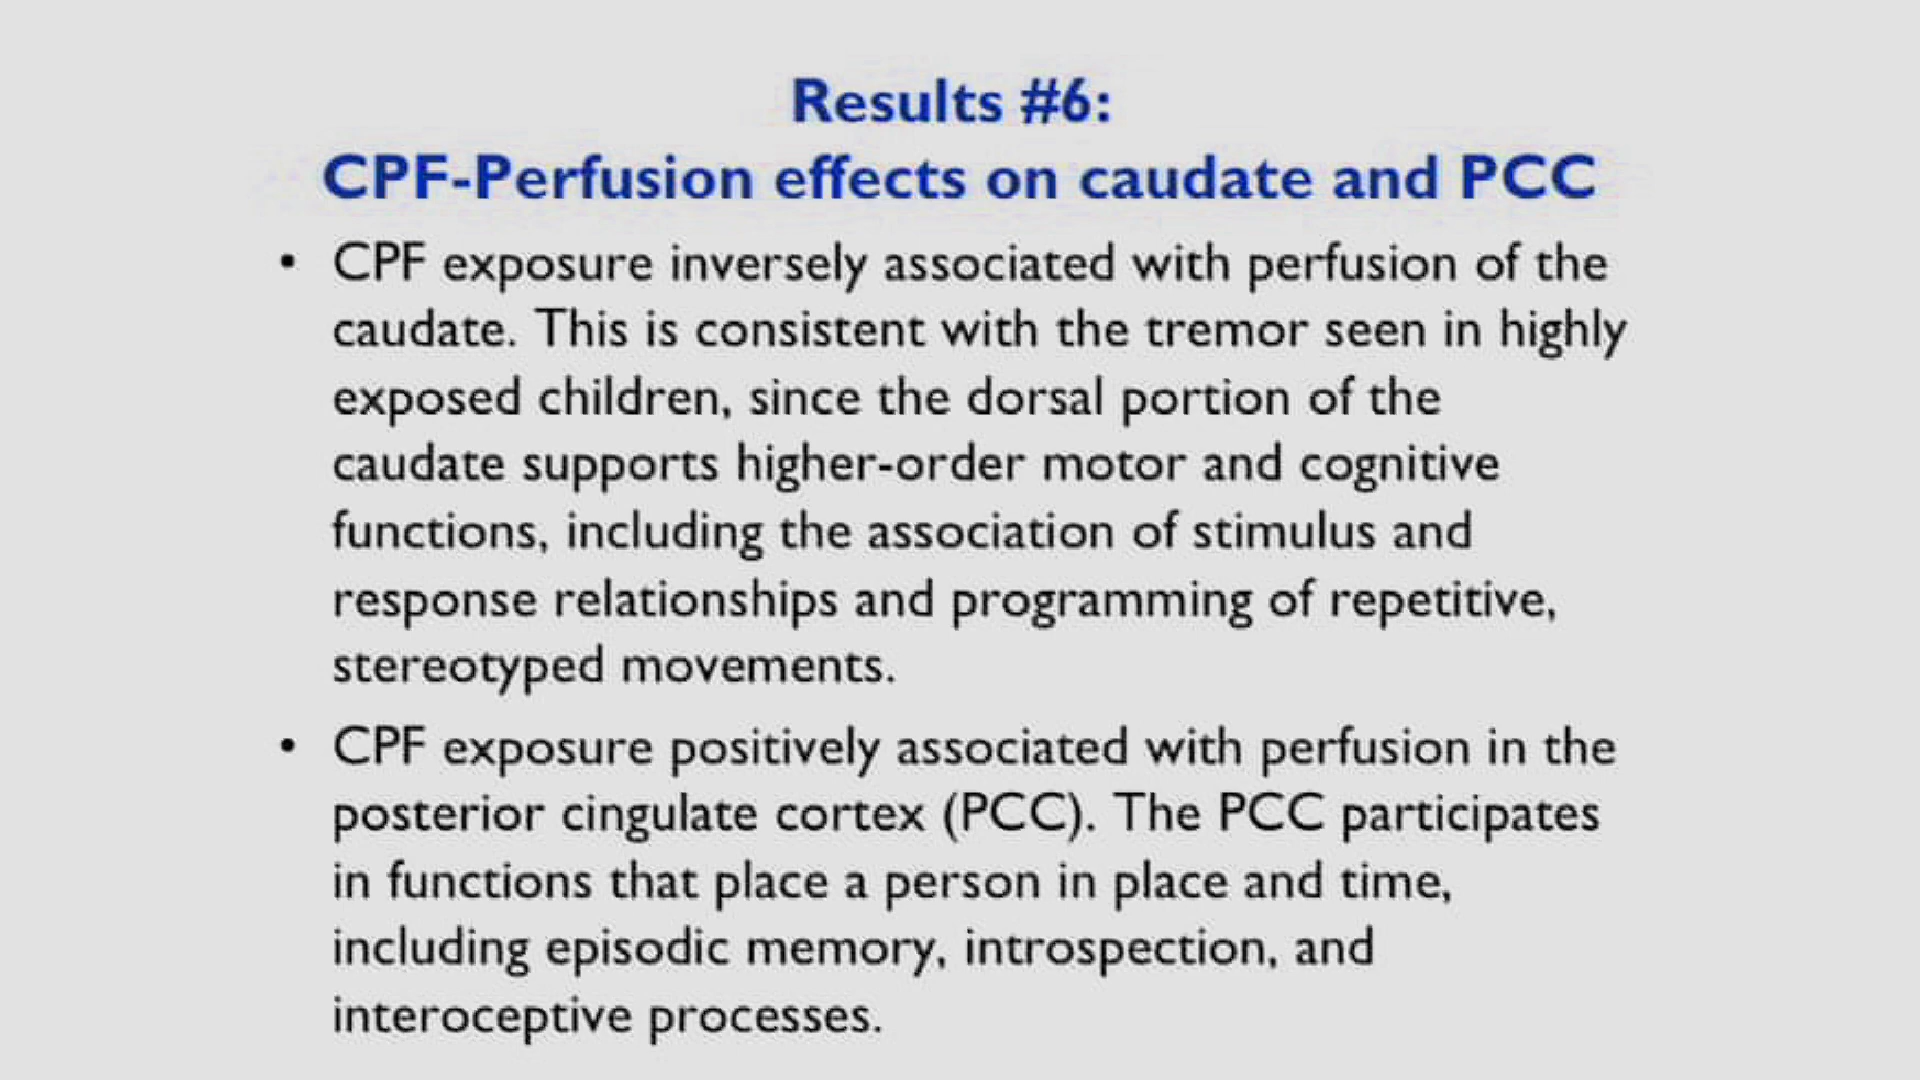 Results #6:
CPF-Perfusion effects on caudate and PCC
• CPF exposure inversely associated with perfusion of the
caudate. This is consistent with the tremor seen in highly
exposed children, since the dorsal portion of the
caudate supports higher-order motor and cognitive
functions, including the association of stimulus and
response relationships and programming of repetitive,
stereotyped movements.
• CPF exposure positively associated with perfusion in the
posterior cingulate cortex (PCC). The PCC participates
in functions that place a person in place and time,
including episodic memory, introspection, and
interoceptive processes.